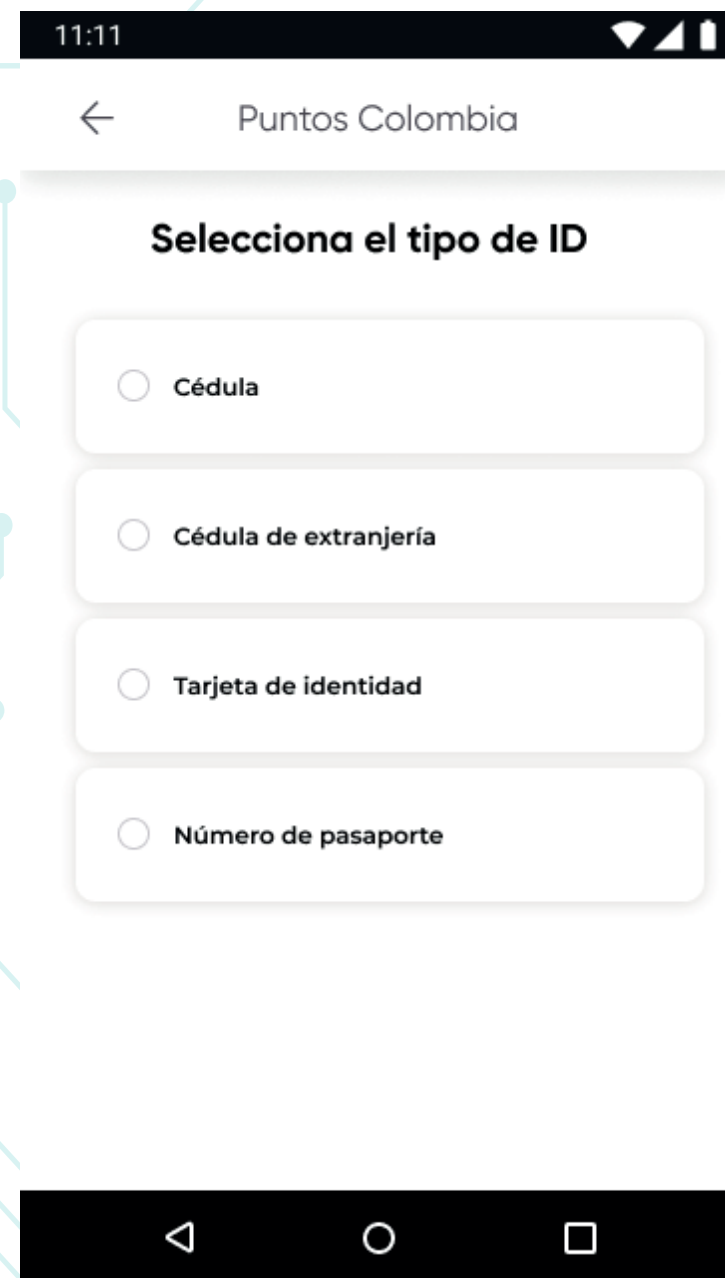 11:11
Puntos Colombia
Selecciona el tipo de ID
Cédula
Cédula de extranjería
Tarjeta de identidad
Número de pasaporte